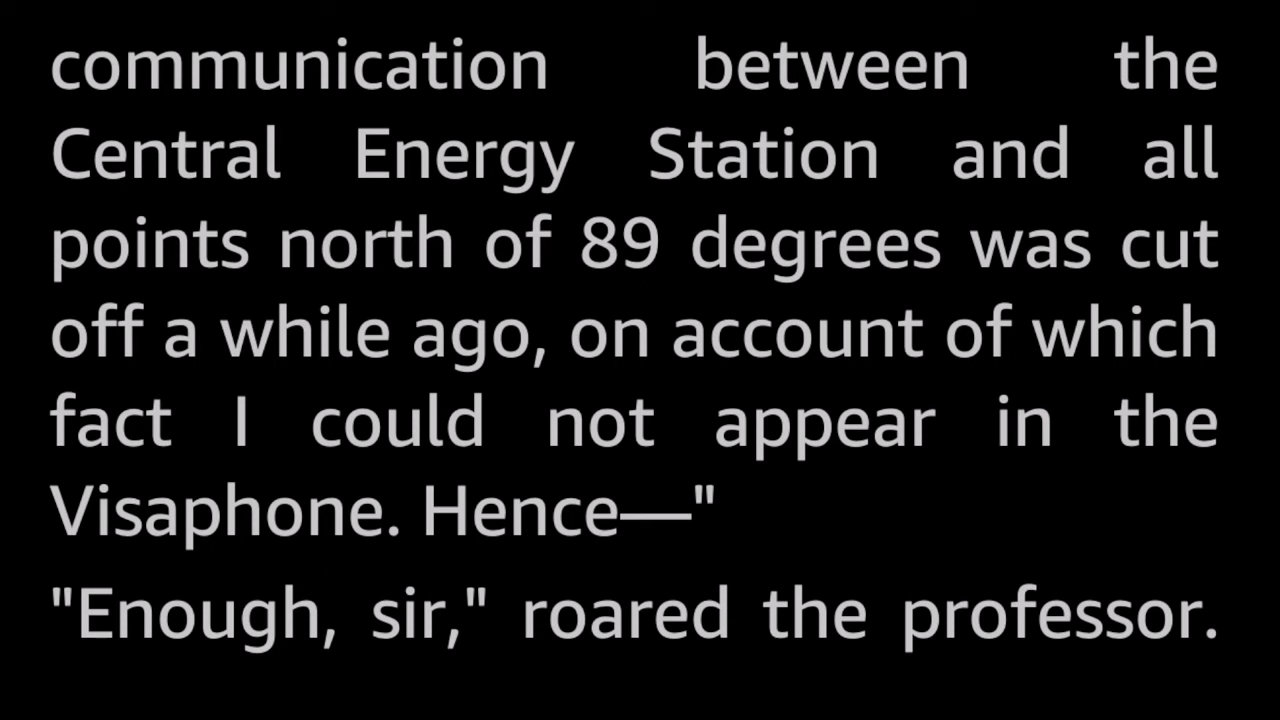 communication between the
Central Energy Station and all
points north of 89 degrees was cut
off a while ago, on account of which
fact I could not appear in the
Visaphone. Hence—"
"Enough, sir," roared the professor.